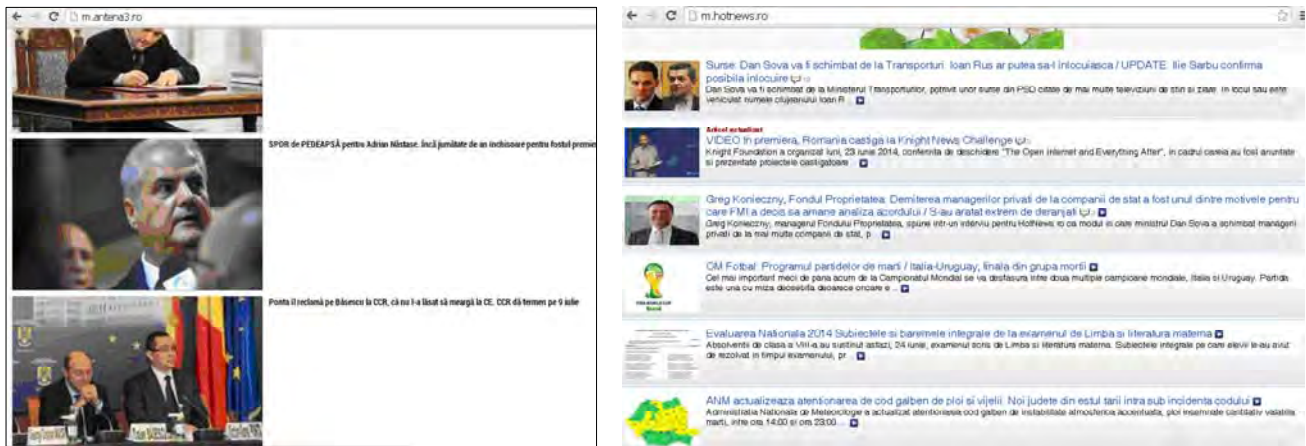 m.antena3.ro
SPOR de PEDEAPSĂ pentru Adrian Năstase. Încă jumătate de an închisoare pentru fostul premie
Ponta îl reclamă pe Băsescu la CCR, că nu l-a lăsat să meargă la CE. CCR dă termen pe 9 iulie
m.hotnews.ro
Surse: Dan Sova va fi schimbat de la Transporturi. Ioan Rus ar putea sa-l inlocuiasca / UPDATE. Ilie Sarbu confirma
posibila inlocuire
Dan Sova va fi schimbat de la Ministerul Transporturilor, potrivit unor surse din PSD citate de mai multe televiziuni de stiri si ziare. In locul sau este
vehiculat numele clujeanului Ioan R...
Articol actualizat
VIDEO In premiera, Romania castiga la Knight News Challenge
Knight Foundation a organizat luni, 23 iunie 2014, conferinta de deschidere "The Open Internet and Everything After", in cadrul careia au fost anuntate
si prezentate proiectele castigatoare...
Greg Konieczny, Fondul Proprietatea: Demiterea managerilor privati de la companii de stat a fost unul dintre motivele pentru
care FMI a decis sa amane analiza acordului / S-au aratat extrem de deranjati
Greg Konieczny, managerul Fondului Proprietatea, spune intr-un interviu pentru HotNews.ro ca modul in care ministrul Dan Sova a schimbat managerii
privati de la mai multe companii de stat, p...
CM Fotbal: Programul partidelor de marti / Italia-Uruguay, finala din grupa mortii
Cel mai important meci de pana acum de la Campionatul Mondial se va desfasura intre doua multiple campioane mondiale, Italia si Uruguay. Partida
este una cu miza deosebita deoarece oricare e...
Evaluarea Nationala 2014 Subiectele si baremele integrale de la examenul de Limba si literatura materna
Absolventii de clasa a VIII-a au sustinut astazi, 24 iunie, examenul scris de Limba si literatura materna. Subiectele integrale pe care elevii le-au avut
de rezolvat in timpul examenului, pr...
ANM actualizeaza atentionarea de cod galben de ploi si vijelii. Noi judete din estul tarii intra sub incidenta codului
Administratia Nationala de Meteorologie a actualizat atentionarea cod galben de instabilitate atmosferica accentuata, ploi insemnate cantitativ valabila
marti, intre ora 14:00 si ora 23:00...